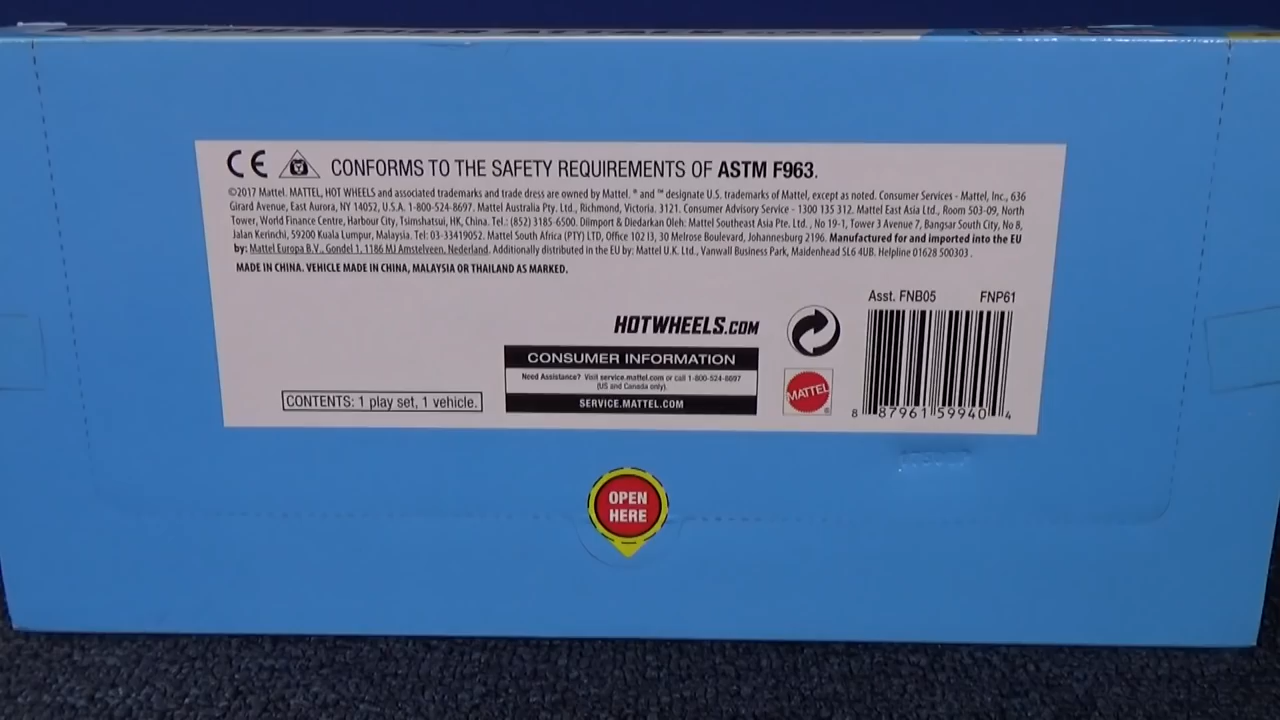 CE CONFORMS TO THE SAFETY REQUIREMENTS OF ASTM F963.
©2017 Mattel. MATTEL, HOT WHEELS and associated trademarks and trade dress are owned by Mattel. ® and ™ designate U.S. trademarks of Mattel, except as noted. Consumer Services - Mattel, Inc., 636
Girard Avenue, East Aurora, NY 14052, U.S.A. 1-800-524-8697. Mattel Australia Pty. Ltd., Richmond, Victoria. 3121. Consumer Advisory Service - 1300 135 312. Mattel East Asia Ltd., Room 503-09, North
Tower, World Finance Centre, Harbour City, Tsimshatsui, HK, China. Tel.: (852) 3185-6500. Diimport & Diedarkan Oleh: Mattel Southeast Asia Pte. Ltd. , No 19-1, Tower 3 Avenue 7, Bangsar South City, No 8,
Jalan Kerinchi, 59200 Kuala Lumpur, Malaysia. Tel: 03-33419052. Mattel South Africa (PTY) LTD, Office 102 I3, 30 Melrose Boulevard, Johannesburg 2196. Manufactured for and imported into the EU
by: Mattel Europa B.V., Gondel 1, 1186 MJ Amstelveen, Nederland. Additionally distributed in the EU by: Mattel U.K. Ltd., Vanwall Business Park, Maidenhead SL6 4UB. Helpline 01628 500303 .
MADE IN CHINA. VEHICLE MADE IN CHINA, MALAYSIA OR THAILAND AS MARKED.
Asst. FNB05 FNP61
HOTWHEELS.COM
CONSUMER INFORMATION
Need Assistance? Visit service.mattel.com or call 1-800-524-8697
(US and Canada only).
SERVICE.MATTEL.COM
CONTENTS: 1 play set, 1 vehicle.
MATTEL
8 87961 59940 4
OPEN
HERE